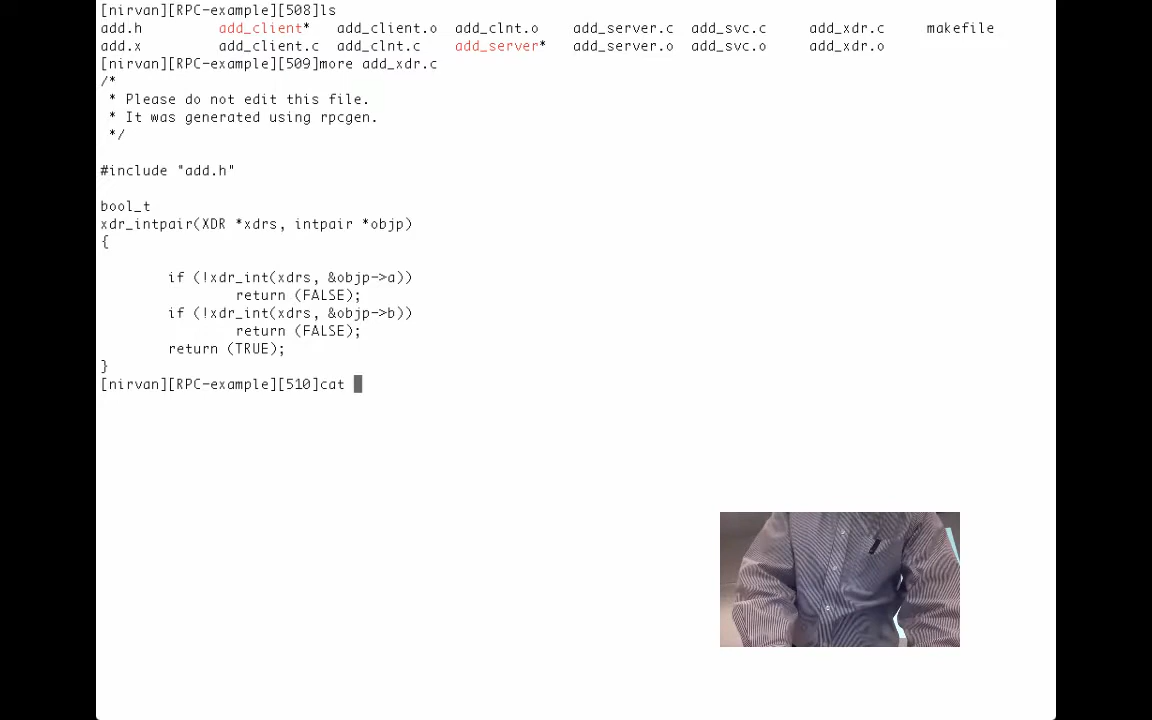 [nirvan][RPC-example][508]ls
add.h add_client* add_client.o add_clnt.o add_server.c add_svc.c add_xdr.c makefile
add.x add_client.c add_clnt.c add_server* add_server.o add_svc.o add_xdr.o
[nirvan][RPC-example][509]more add_xdr.c
/*
 * Please do not edit this file.
 * It was generated using rpcgen.
 */
#include "add.h"
bool_t
xdr_intpair(XDR *xdrs, intpair *objp)
{
        if (!xdr_int(xdrs, &objp->a))
                return (FALSE);
        if (!xdr_int(xdrs, &objp->b))
                return (FALSE);
        return (TRUE);
}
[nirvan][RPC-example][510]cat